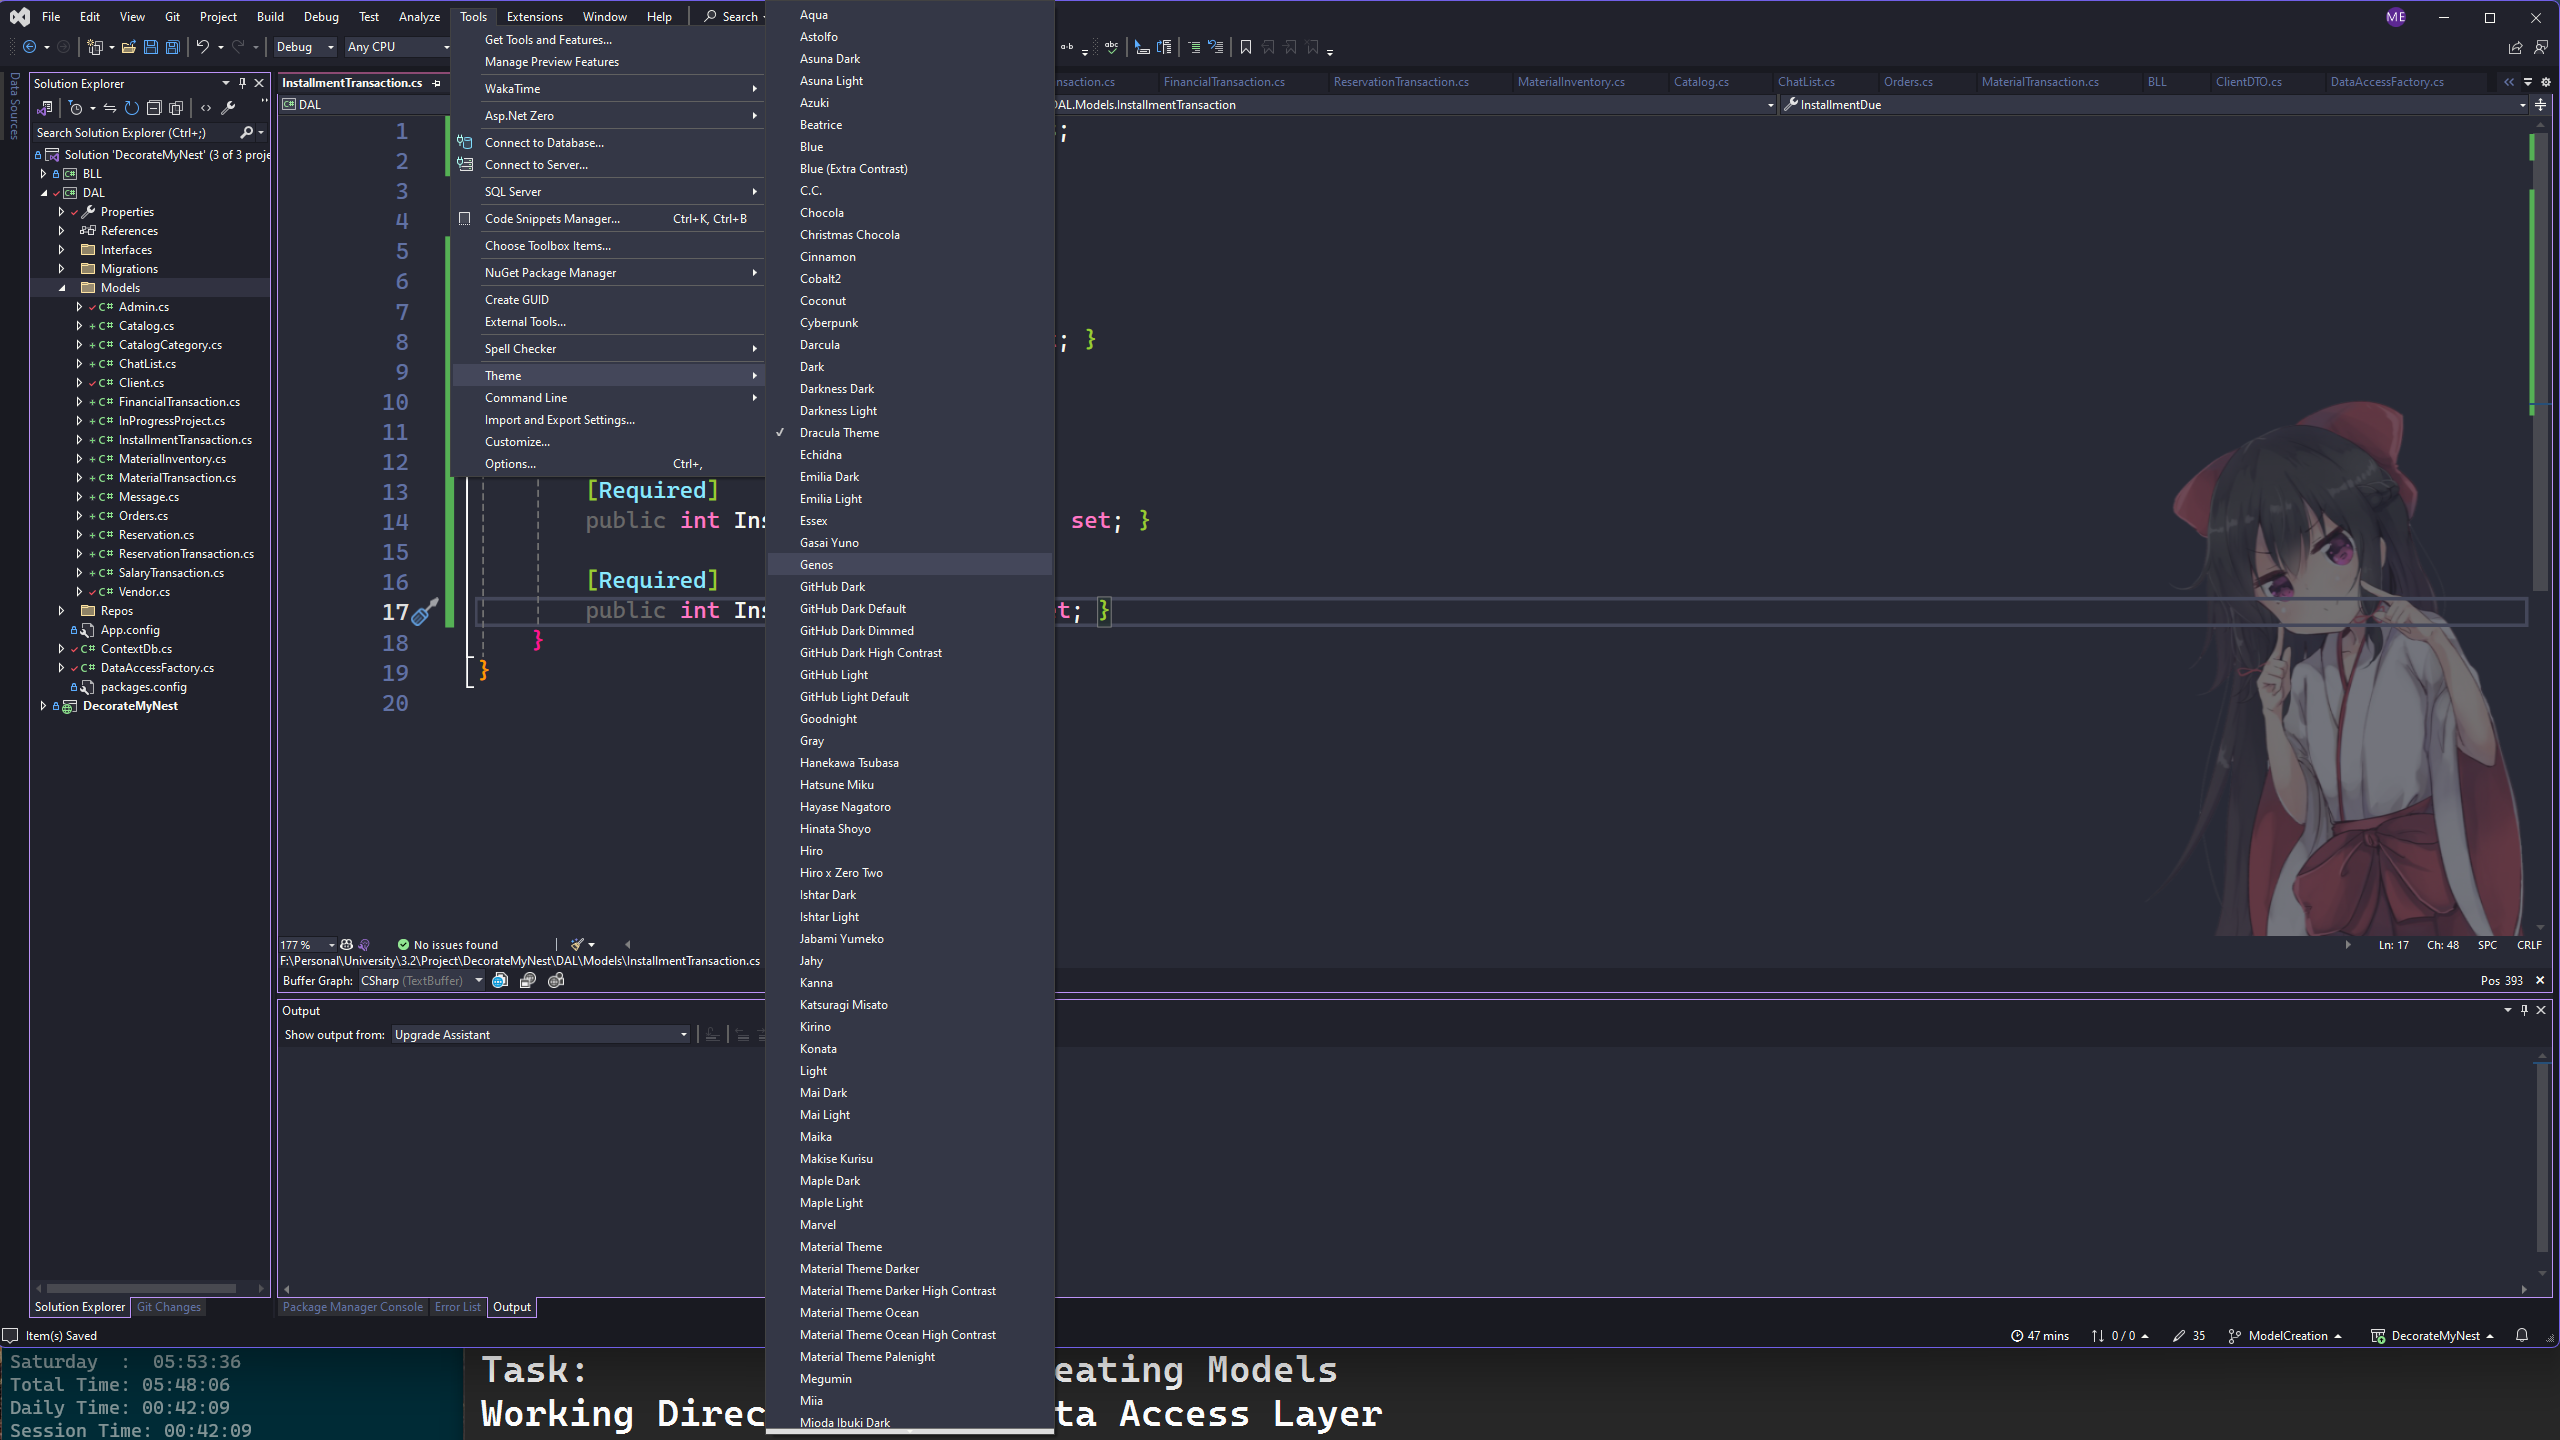 File Edit View Git Project Build Debug Test Analyze Tools Extensions Window Help Search ME
Debug Any CPU
Data Sources
Solution Explorer
Search Solution Explorer (Ctrl+;)
Solution 'DecorateMyNest' (3 of 3 proje
BLL
DAL
Properties
References
Interfaces
Migrations
Models
C# Admin.cs
C# Catalog.cs
C# CatalogCategory.cs
C# ChatList.cs
C# Client.cs
C# FinancialTransaction.cs
C# InProgressProject.cs
C# InstallmentTransaction.cs
C# MaterialInventory.cs
C# MaterialTransaction.cs
C# Message.cs
C# Orders.cs
C# Reservation.cs
C# ReservationTransaction.cs
C# SalaryTransaction.cs
C# Vendor.cs
Repos
App.config
C# ContextDb.cs
C# DataAccessFactory.cs
packages.config
DecorateMyNest
Solution Explorer Git Changes
InstallmentTransaction.cs
nsaction.cs FinancialTransaction.cs ReservationTransaction.cs MaterialInventory.cs Catalog.cs ChatList.cs Orders.cs MaterialTransaction.cs BLL ClientDTO.cs DataAccessFactory.cs
DAL
DAL.Models.InstallmentTransaction
InstallmentDue
1 ;
2
3
4
5
6
7
8 ; }
9
10
11
12
13 [Required]
14 public int Ins set; }
15
16 [Required]
17 public int Ins t; }
18 }
19 }
20
Get Tools and Features...
Manage Preview Features
WakaTime
Asp.Net Zero
Connect to Database...
Connect to Server...
SQL Server
Code Snippets Manager... Ctrl+K, Ctrl+B
Choose Toolbox Items...
NuGet Package Manager
Create GUID
External Tools...
Spell Checker
Theme
Command Line
Import and Export Settings...
Customize...
Options... Ctrl+,
Aqua
Astolfo
Asuna Dark
Asuna Light
Azuki
Beatrice
Blue
Blue (Extra Contrast)
C.C.
Chocola
Christmas Chocola
Cinnamon
Cobalt2
Coconut
Cyberpunk
Darcula
Dark
Darkness Dark
Darkness Light
Dracula Theme
Echidna
Emilia Dark
Emilia Light
Essex
Gasai Yuno
Genos
GitHub Dark
GitHub Dark Default
GitHub Dark Dimmed
GitHub Dark High Contrast
GitHub Light
GitHub Light Default
Goodnight
Gray
Hanekawa Tsubasa
Hatsune Miku
Hayase Nagatoro
Hinata Shoyo
Hiro
Hiro x Zero Two
Ishtar Dark
Ishtar Light
Jabami Yumeko
Jahy
Kanna
Katsuragi Misato
Kirino
Konata
Light
Mai Dark
Mai Light
Maika
Makise Kurisu
Maple Dark
Maple Light
Marvel
Material Theme
Material Theme Darker
Material Theme Darker High Contrast
Material Theme Ocean
Material Theme Ocean High Contrast
Material Theme Palenight
Megumin
Miia
Mioda Ibuki Dark
177 % No issues found Ln: 17 Ch: 48 SPC CRLF
F:\Personal\University\3.2\Project\DecorateMyNest\DAL\Models\InstallmentTransaction.cs
Buffer Graph: CSharp (TextBuffer) Pos 393
Output
Show output from: Upgrade Assistant
Package Manager Console Error List Output
Item(s) Saved 47 mins 0 / 0 35 ModelCreation DecorateMyNest
Saturday : 05:53:36
Total Time: 05:48:06
Daily Time: 00:42:09
Session Time: 00:42:09
Task: eating Models
Working Direc ta Access Layer